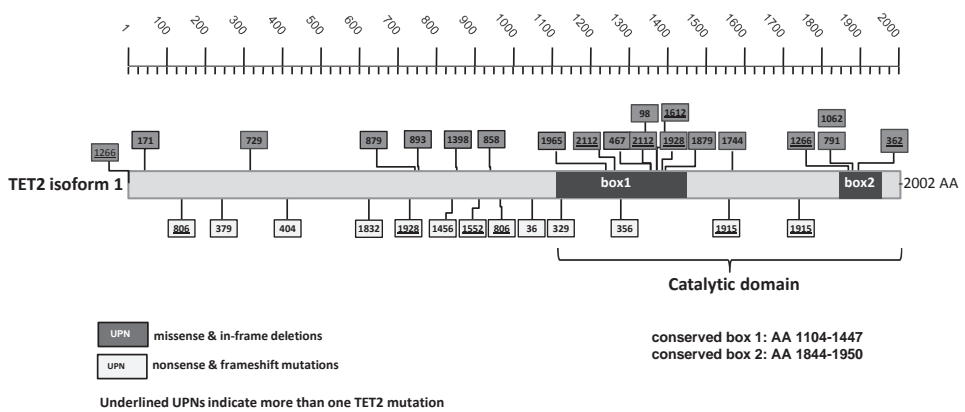 1 100 200 300 400 500 600 700 800 900 1000 1100 1200 1300 1400 1500 1600 1700 1800 1900 2000
98 1612 1062
171 729 879 893 1398 858 1965 2112 467 2112 1928 1879 1744 1266 791 362
1266
TET2 isoform 1 box1 box2 2002 AA
806 379 404 1832 1928 1456 1552 806 36 329 356 1915 1915
Catalytic domain
UPN missense & in-frame deletions
UPN nonsense & frameshift mutations
conserved box 1: AA 1104-1447
conserved box 2: AA 1844-1950
Underlined UPNs indicate more than one TET2 mutation